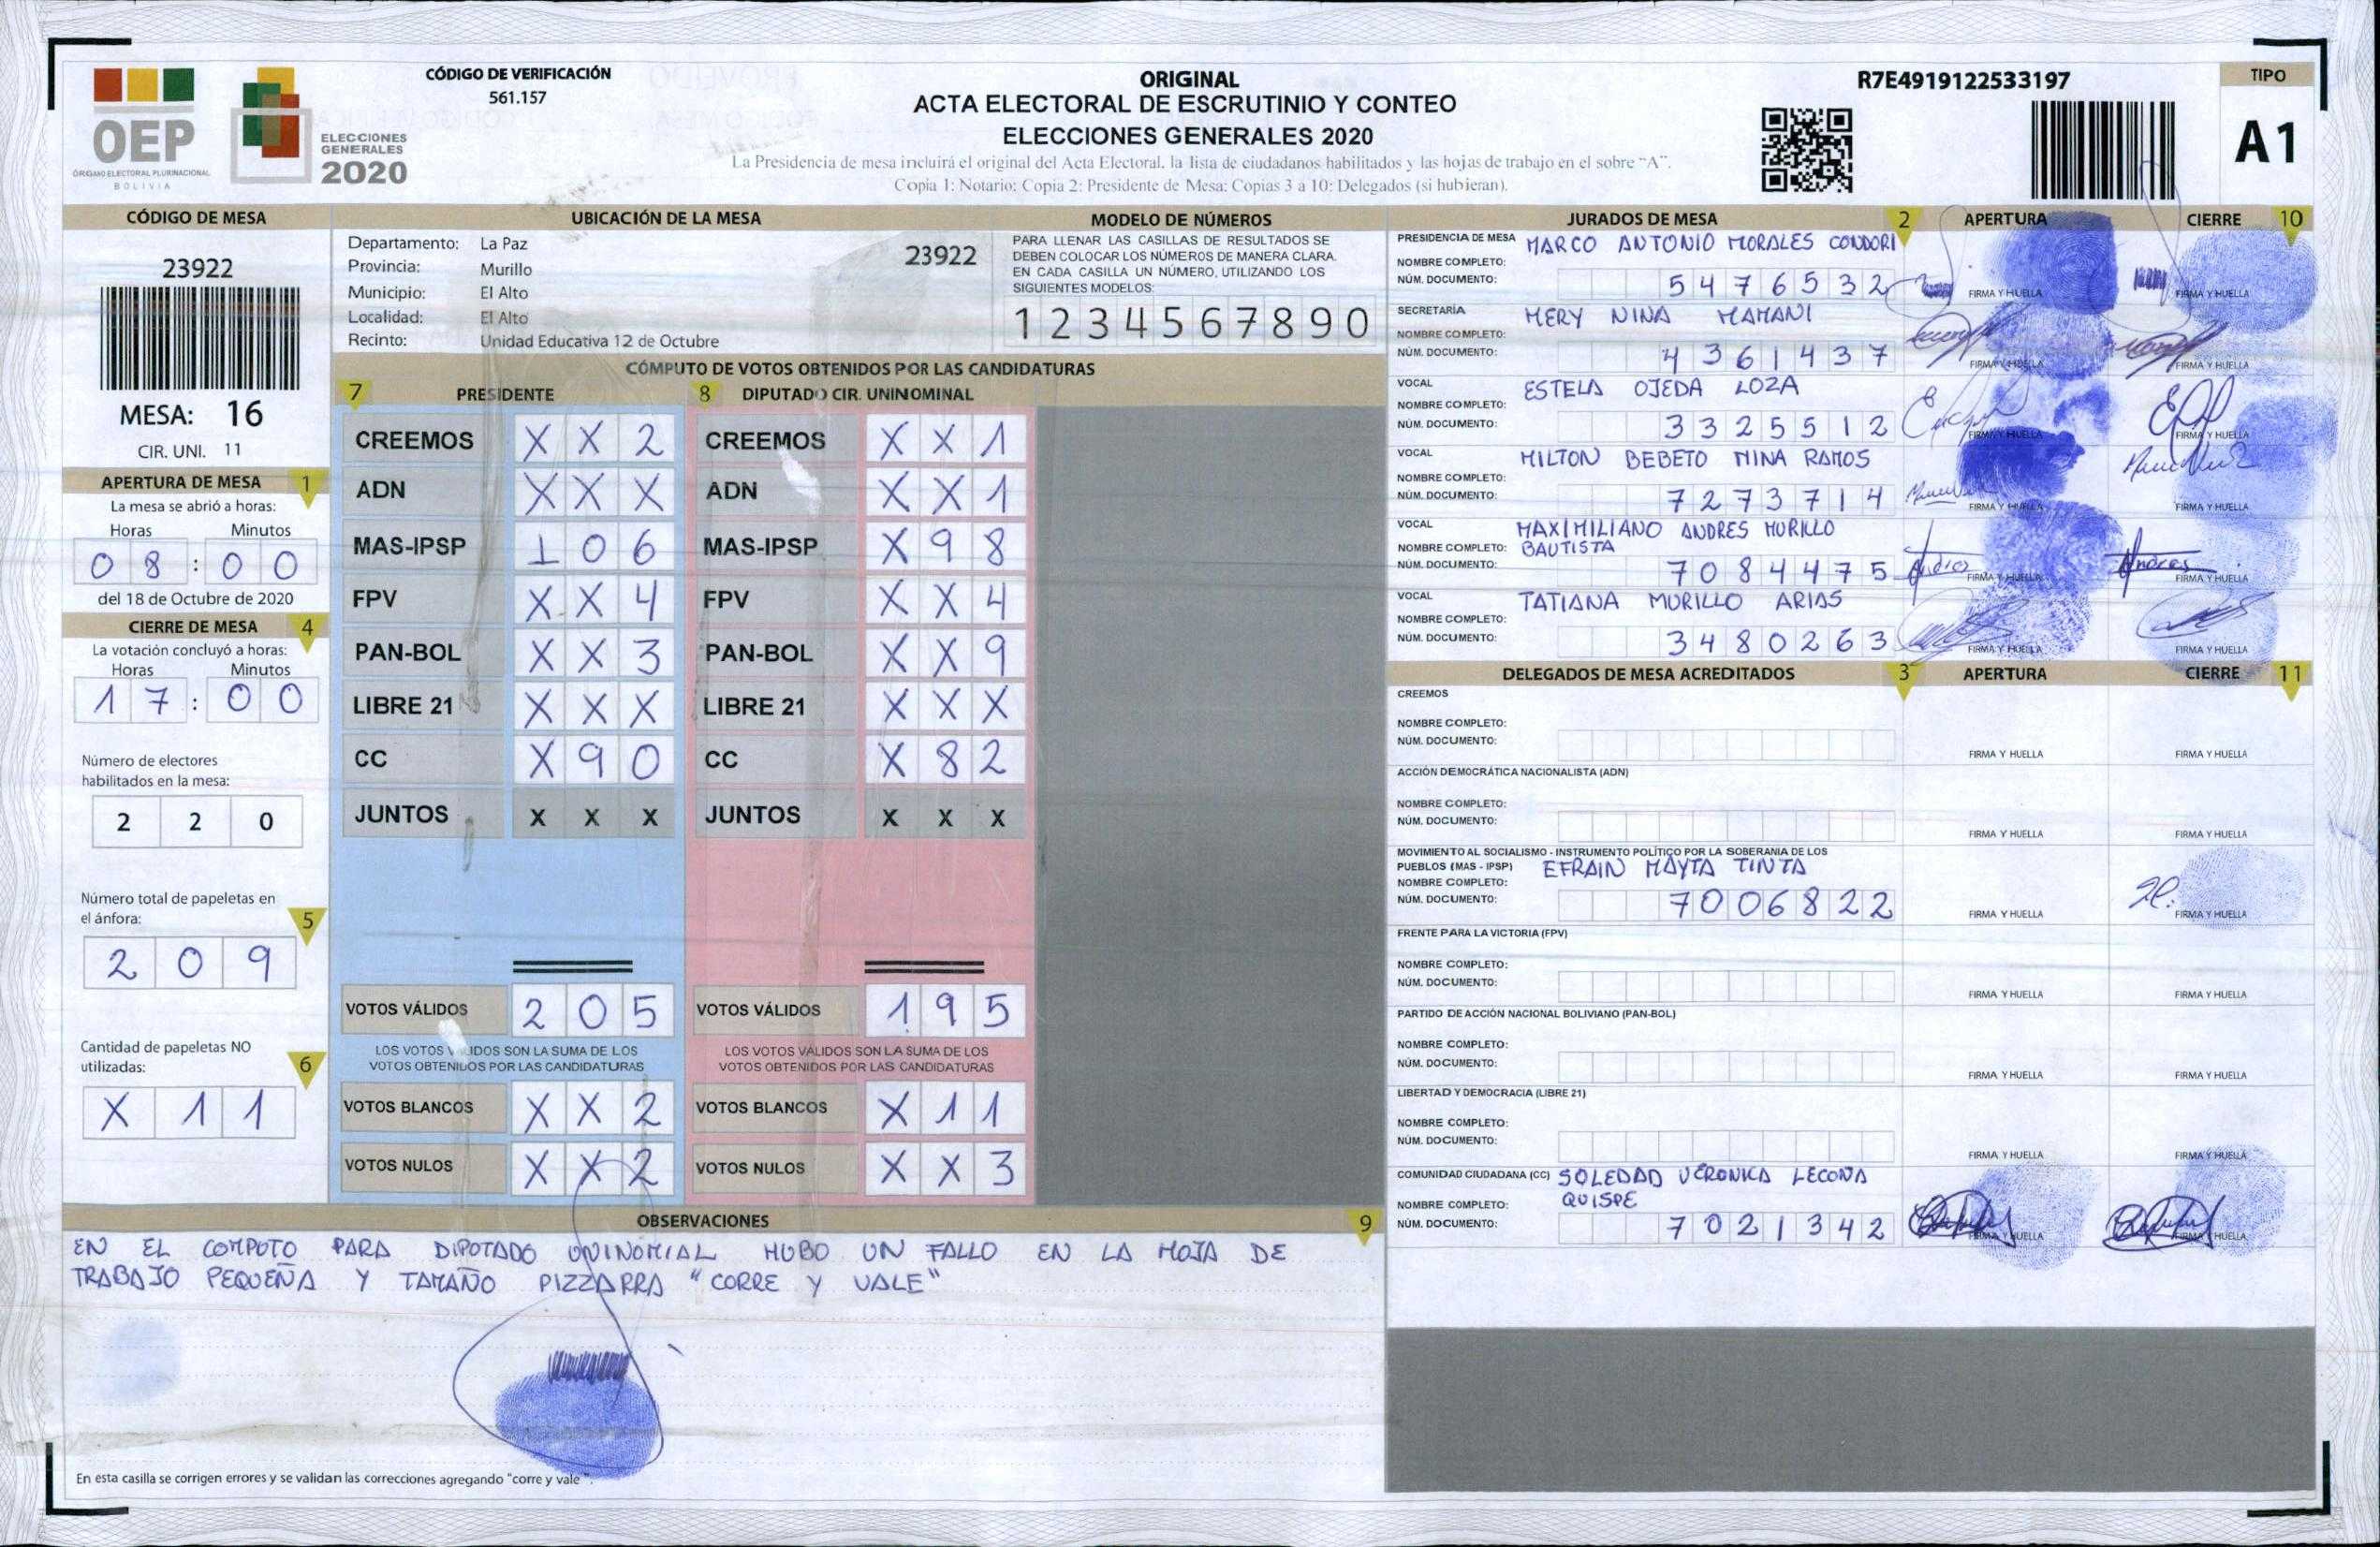 OEP
ÓRGANO ELECTORAL PLURINACIONAL
BOLIVIA
ELECCIONES
GENERALES
2020
CÓDIGO DE VERIFICACIÓN
561.157
ORIGINAL
ACTA ELECTORAL DE ESCRUTINIO Y CONTEO
ELECCIONES GENERALES 2020
La Presidencia de mesa incluirá el original del Acta Electoral, la lista de ciudadanos habilitados y las hojas de trabajo en el sobre "A".
Copia 1: Notario; Copia 2: Presidente de Mesa; Copias 3 a 10: Delegados (si hubieran).
R7E4919122533197
TIPO
A1
CÓDIGO DE MESA
23922
MESA: 16
CIR. UNI. 11
APERTURA DE MESA 1
La mesa se abrió a horas:
Horas Minutos
0 8 : 0 0
del 18 de Octubre de 2020
CIERRE DE MESA 4
La votación concluyó a horas:
Horas Minutos
1 7 : 0 0
Número de electores
habilitados en la mesa:
2 2 0
Número total de papeletas en
el ánfora: 5
2 0 9
Cantidad de papeletas NO
utilizadas: 6
X 1 1
UBICACIÓN DE LA MESA
Departamento: La Paz
23922
Provincia: Murillo
Municipio: El Alto
Localidad: El Alto
Recinto: Unidad Educativa 12 de Octubre
MODELO DE NÚMEROS
PARA LLENAR LAS CASILLAS DE RESULTADOS SE
DEBEN COLOCAR LOS NÚMEROS DE MANERA CLARA.
EN CADA CASILLA UN NÚMERO, UTILIZANDO LOS
SIGUIENTES MODELOS:
1 2 3 4 5 6 7 8 9 0
CÓMPUTO DE VOTOS OBTENIDOS POR LAS CANDIDATURAS
7 PRESIDENTE 8 DIPUTADO CIR. UNINOMINAL
CREEMOS X X 2 CREEMOS X X 1
ADN X X X ADN X X 1
MAS-IPSP 1 0 6 MAS-IPSP X 9 8
FPV X X 4 FPV X X 4
PAN-BOL X X 3 PAN-BOL X X 9
LIBRE 21 X X X LIBRE 21 X X X
CC X 9 0 CC X 8 2
JUNTOS X X X JUNTOS X X X
VOTOS VÁLIDOS 2 0 5 VOTOS VÁLIDOS 1 9 5
LOS VOTOS VÁLIDOS SON LA SUMA DE LOS LOS VOTOS VÁLIDOS SON LA SUMA DE LOS
VOTOS OBTENIDOS POR LAS CANDIDATURAS VOTOS OBTENIDOS POR LAS CANDIDATURAS
VOTOS BLANCOS X X 2 VOTOS BLANCOS X 1 1
VOTOS NULOS X X 2 VOTOS NULOS X X 3
OBSERVACIONES 9
EN EL COMPUTO PARA DIPUTADO UNINOMIAL HUBO UN FALLO EN LA HOJA DE
TRABAJO PEQUEÑA Y TAMAÑO PIZZARRA "CORRE Y VALE"
En esta casilla se corrigen errores y se validan las correcciones agregando "corre y vale".
JURADOS DE MESA 2 APERTURA CIERRE 10
PRESIDENCIA DE MESA MARCO ANTONIO MORALES CONDORI
NOMBRE COMPLETO:
NÚM. DOCUMENTO: 5 4 7 6 5 3 2 FIRMA Y HUELLA FIRMA Y HUELLA
SECRETARÍA MERY NINA MAMANI
NOMBRE COMPLETO:
NÚM. DOCUMENTO: 4 3 6 1 4 3 7 FIRMA Y HUELLA FIRMA Y HUELLA
VOCAL ESTELA OJEDA LOZA
NOMBRE COMPLETO:
NÚM. DOCUMENTO: 3 3 2 5 5 1 2 FIRMA Y HUELLA FIRMA Y HUELLA
VOCAL MILTON BEBETO NINA RAMOS
NOMBRE COMPLETO:
NÚM. DOCUMENTO: 7 2 7 3 7 1 4 FIRMA Y HUELLA FIRMA Y HUELLA
VOCAL MAXIMILIANO ANDRES MURILLO
NOMBRE COMPLETO: BAUTISTA
NÚM. DOCUMENTO: 7 0 8 4 4 7 5 Andres FIRMA Y HUELLA Andres FIRMA Y HUELLA
VOCAL TATIANA MURILLO ARIAS
NOMBRE COMPLETO:
NÚM. DOCUMENTO: 3 4 8 0 2 6 3 FIRMA Y HUELLA FIRMA Y HUELLA
DELEGADOS DE MESA ACREDITADOS 3 APERTURA CIERRE 11
CREEMOS
NOMBRE COMPLETO:
NÚM. DOCUMENTO: FIRMA Y HUELLA FIRMA Y HUELLA
ACCIÓN DEMOCRÁTICA NACIONALISTA (ADN)
NOMBRE COMPLETO:
NÚM. DOCUMENTO: FIRMA Y HUELLA FIRMA Y HUELLA
MOVIMIENTO AL SOCIALISMO - INSTRUMENTO POLÍTICO POR LA SOBERANIA DE LOS
PUEBLOS (MAS - IPSP) EFRAIN MAYTA TINTA
NOMBRE COMPLETO:
NÚM. DOCUMENTO: 7 0 0 6 8 2 2 FIRMA Y HUELLA FIRMA Y HUELLA
FRENTE PARA LA VICTORIA (FPV)
NOMBRE COMPLETO:
NÚM. DOCUMENTO: FIRMA Y HUELLA FIRMA Y HUELLA
PARTIDO DE ACCIÓN NACIONAL BOLIVIANO (PAN-BOL)
NOMBRE COMPLETO:
NÚM. DOCUMENTO: FIRMA Y HUELLA FIRMA Y HUELLA
LIBERTAD Y DEMOCRACIA (LIBRE 21)
NOMBRE COMPLETO:
NÚM. DOCUMENTO: FIRMA Y HUELLA FIRMA Y HUELLA
COMUNIDAD CIUDADANA (CC) SOLEDAD VERONICA LECOÑA
NOMBRE COMPLETO: QUISPE
NÚM. DOCUMENTO: 7 0 2 1 3 4 2 FIRMA Y HUELLA FIRMA Y HUELLA